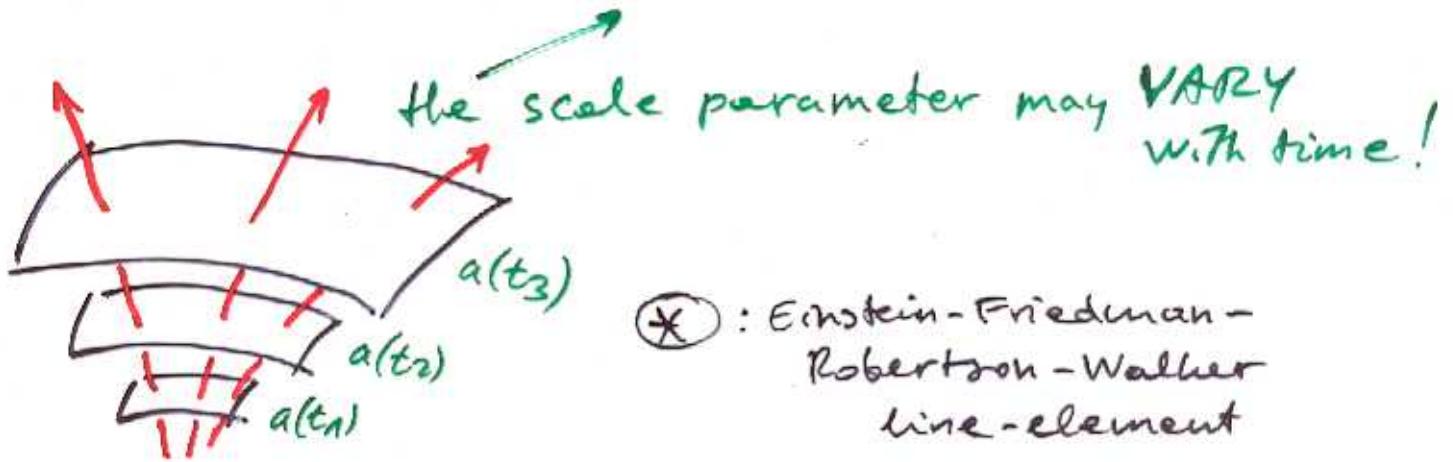 the scale parameter may VARY
with time!
a(t₃)
a(t₂)
a(t₁)
(*) : Einstein-Friedman-
Robertson-Walker
line-element